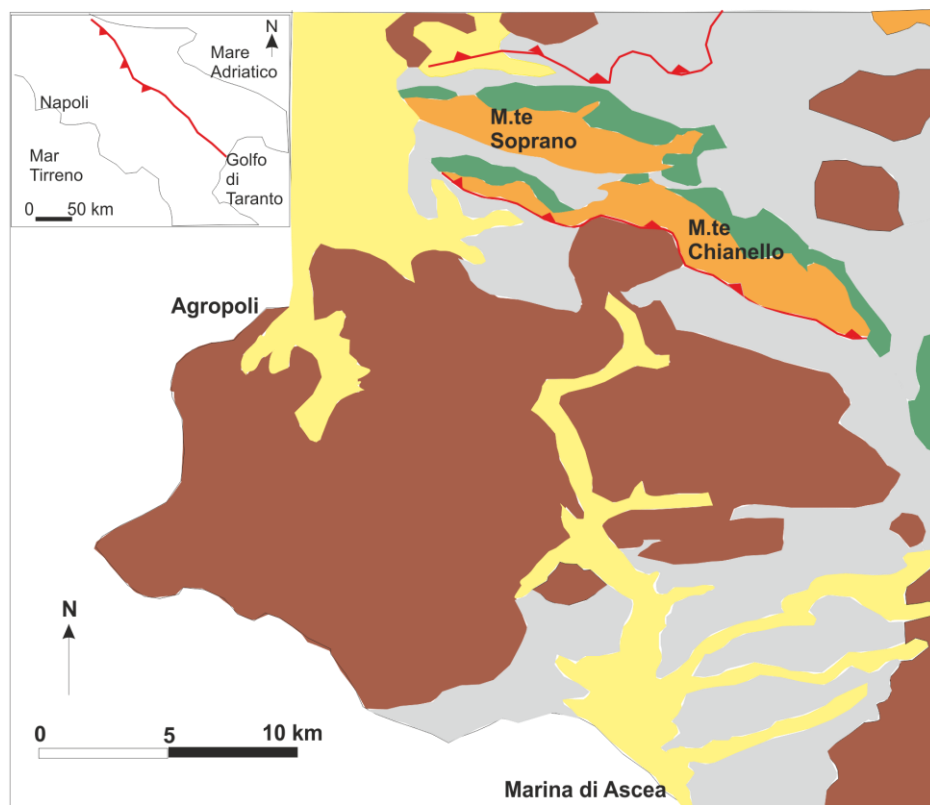 N
Mare
Adriatico
Napoli
Mar
Tirreno
Golfo
di
Taranto
0 50 km
M.te
Soprano
M.te
Chianello
Agropoli
N
0 5 10 km
Marina di Ascea